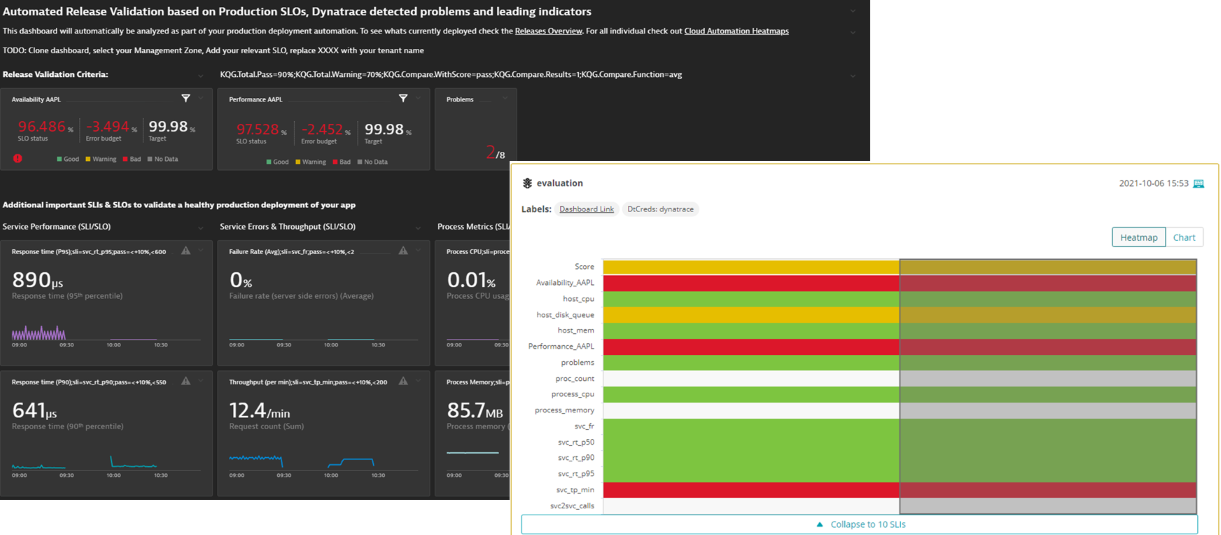 Automated Release Validation based on Production SLOs, Dynatrace detected problems and leading indicators
This dashboard will automatically be analyzed as part of your production deployment automation. To see whats currently deployed check the Releases Overview. For all individual check out Cloud Automation Heatmaps
TODO: Clone dashboard, select your Management Zone, Add your relevant SLO, replace XXXX with your tenant name
Release Validation Criteria:
KQG.Total.Pass=90%;KQG.Total.Warning=70%;KQG.Compare.WithScore=pass;KQG.Compare.Results=1;KQG.Compare.Function=avg
Availability AAPL
96.486 %
SLO status
-3.494 %
Error budget
99.98 %
Target
Good Warning Bad No Data
Performance AAPL
97.528 %
SLO status
-2.452 %
Error budget
99.98 %
Target
Good Warning Bad No Data
Problems
2/8
Additional important SLIs & SLOs to validate a healthy production deployment of your app
Service Performance (SLI/SLO)
Service Errors & Throughput (SLI/SLO)
Process Metrics (SLI/
Response time (P95);sli=svc_rt_p95;pass=<+10%,<600
890µs
Response time (95th percentile)
09:00 09:30 10:00 10:30
Failure Rate (Avg);sli=svc_fr;pass=<+10%,<2
0%
Failure rate (server side errors) (Average)
09:00 09:30 10:00 10:30
Process CPU;sli=proce
0.01%
Process CPU usag
09:00 09:30
Response time (P90);sli=svc_rt_p90;pass=<+10%,<550
641µs
Response time (90th percentile)
09:00 09:30 10:00 10:30
Throughput (per min);sli=svc_tp_min;pass=<+10%,<200
12.4/min
Request count (Sum)
09:00 09:30 10:00 10:30
Process Memory;sli=p
85.7MB
Process memory (
09:00 09:30
evaluation
2021-10-06 15:53
Labels: Dashboard Link DtCreds: dynatrace
Heatmap Chart
Score
Availability_AAPL
host_cpu
host_disk_queue
host_mem
Performance_AAPL
problems
proc_count
process_cpu
process_memory
svc_fr
svc_rt_p50
svc_rt_p90
svc_rt_p95
svc_tp_min
svc2svc_calls
Collapse to 10 SLIs